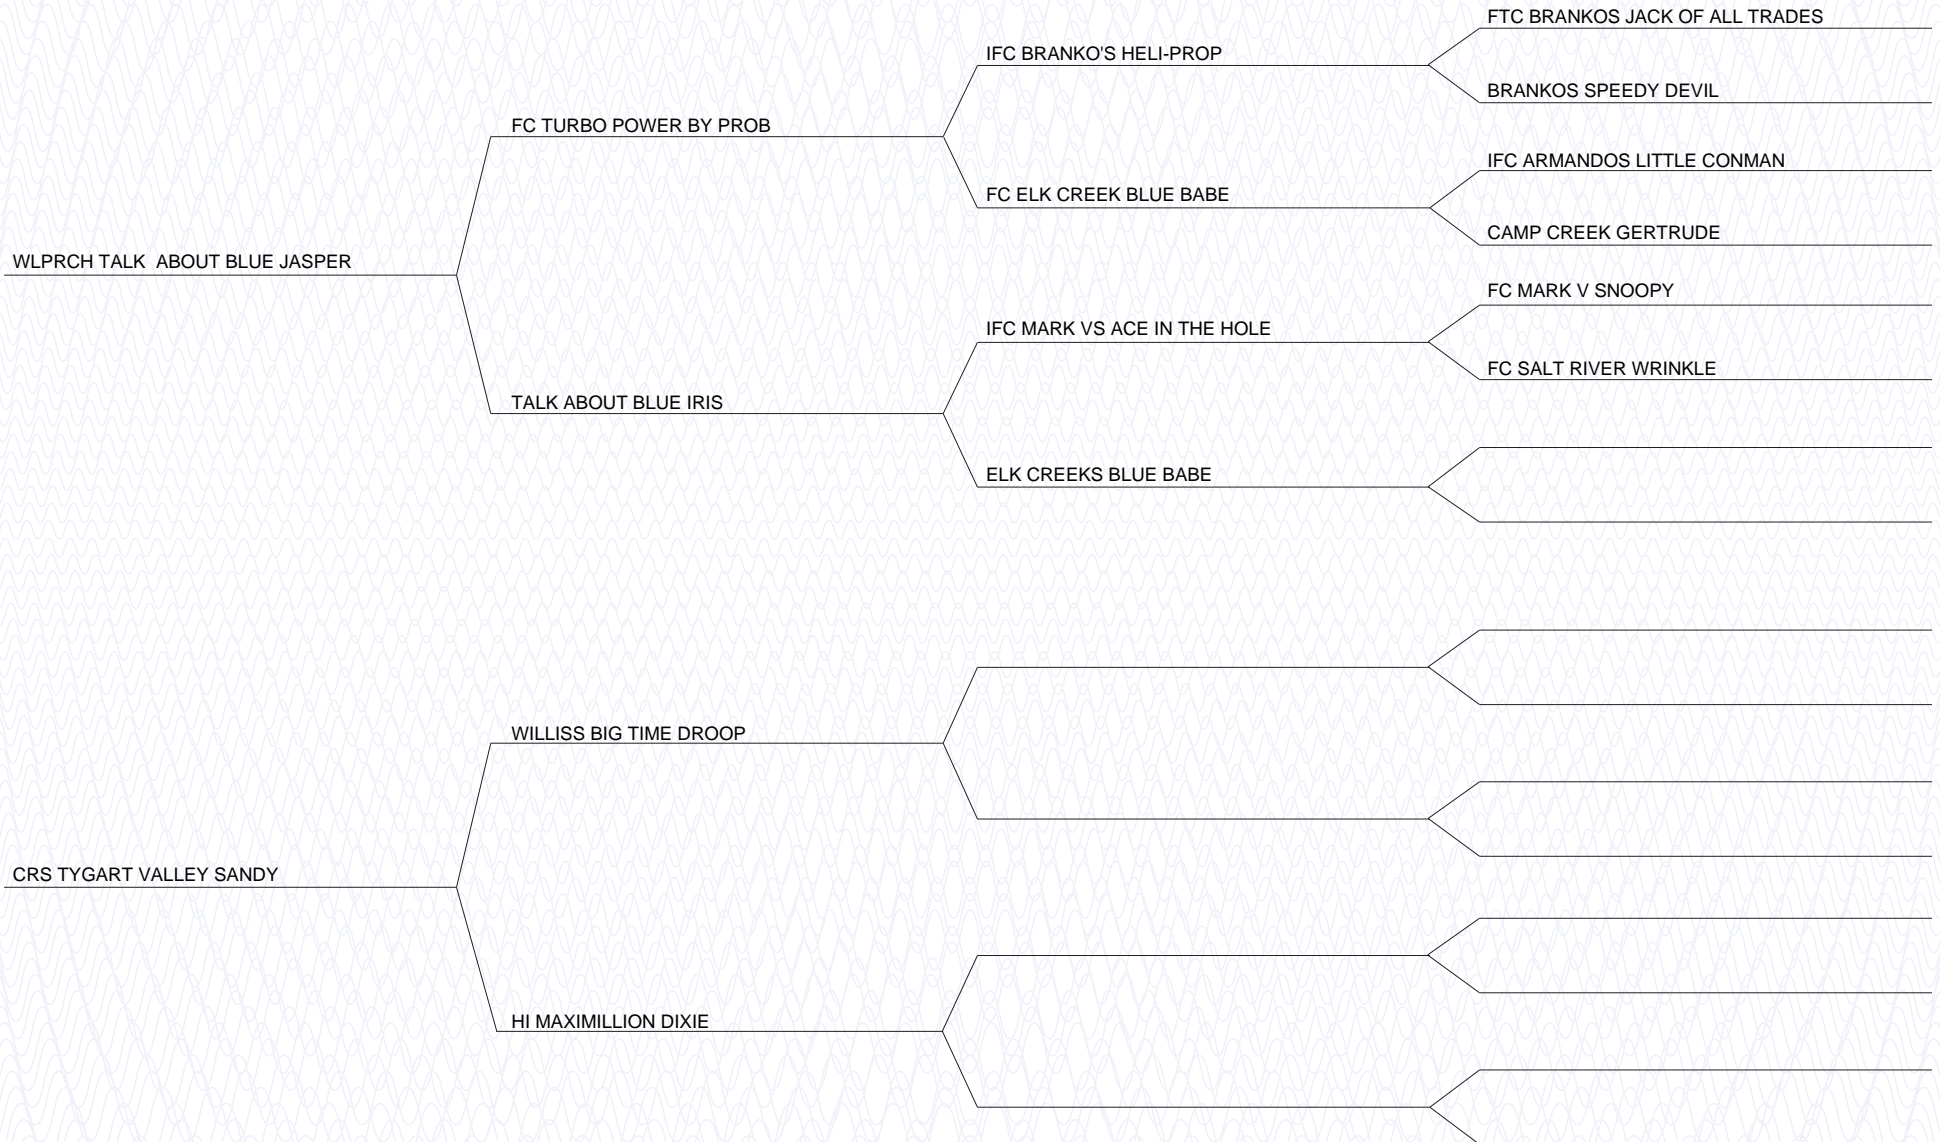 FTC BRANKOS JACK OF ALL TRADES
IFC BRANKO'S HELI-PROP
BRANKOS SPEEDY DEVIL
FC TURBO POWER BY PROB
IFC ARMANDOS LITTLE CONMAN
FC ELK CREEK BLUE BABE
CAMP CREEK GERTRUDE
WLPRCH TALK  ABOUT BLUE JASPER
FC MARK V SNOOPY
IFC MARK VS ACE IN THE HOLE
FC SALT RIVER WRINKLE
TALK ABOUT BLUE IRIS
ELK CREEKS BLUE BABE
WILLISS BIG TIME DROOP
CRS TYGART VALLEY SANDY
HI MAXIMILLION DIXIE